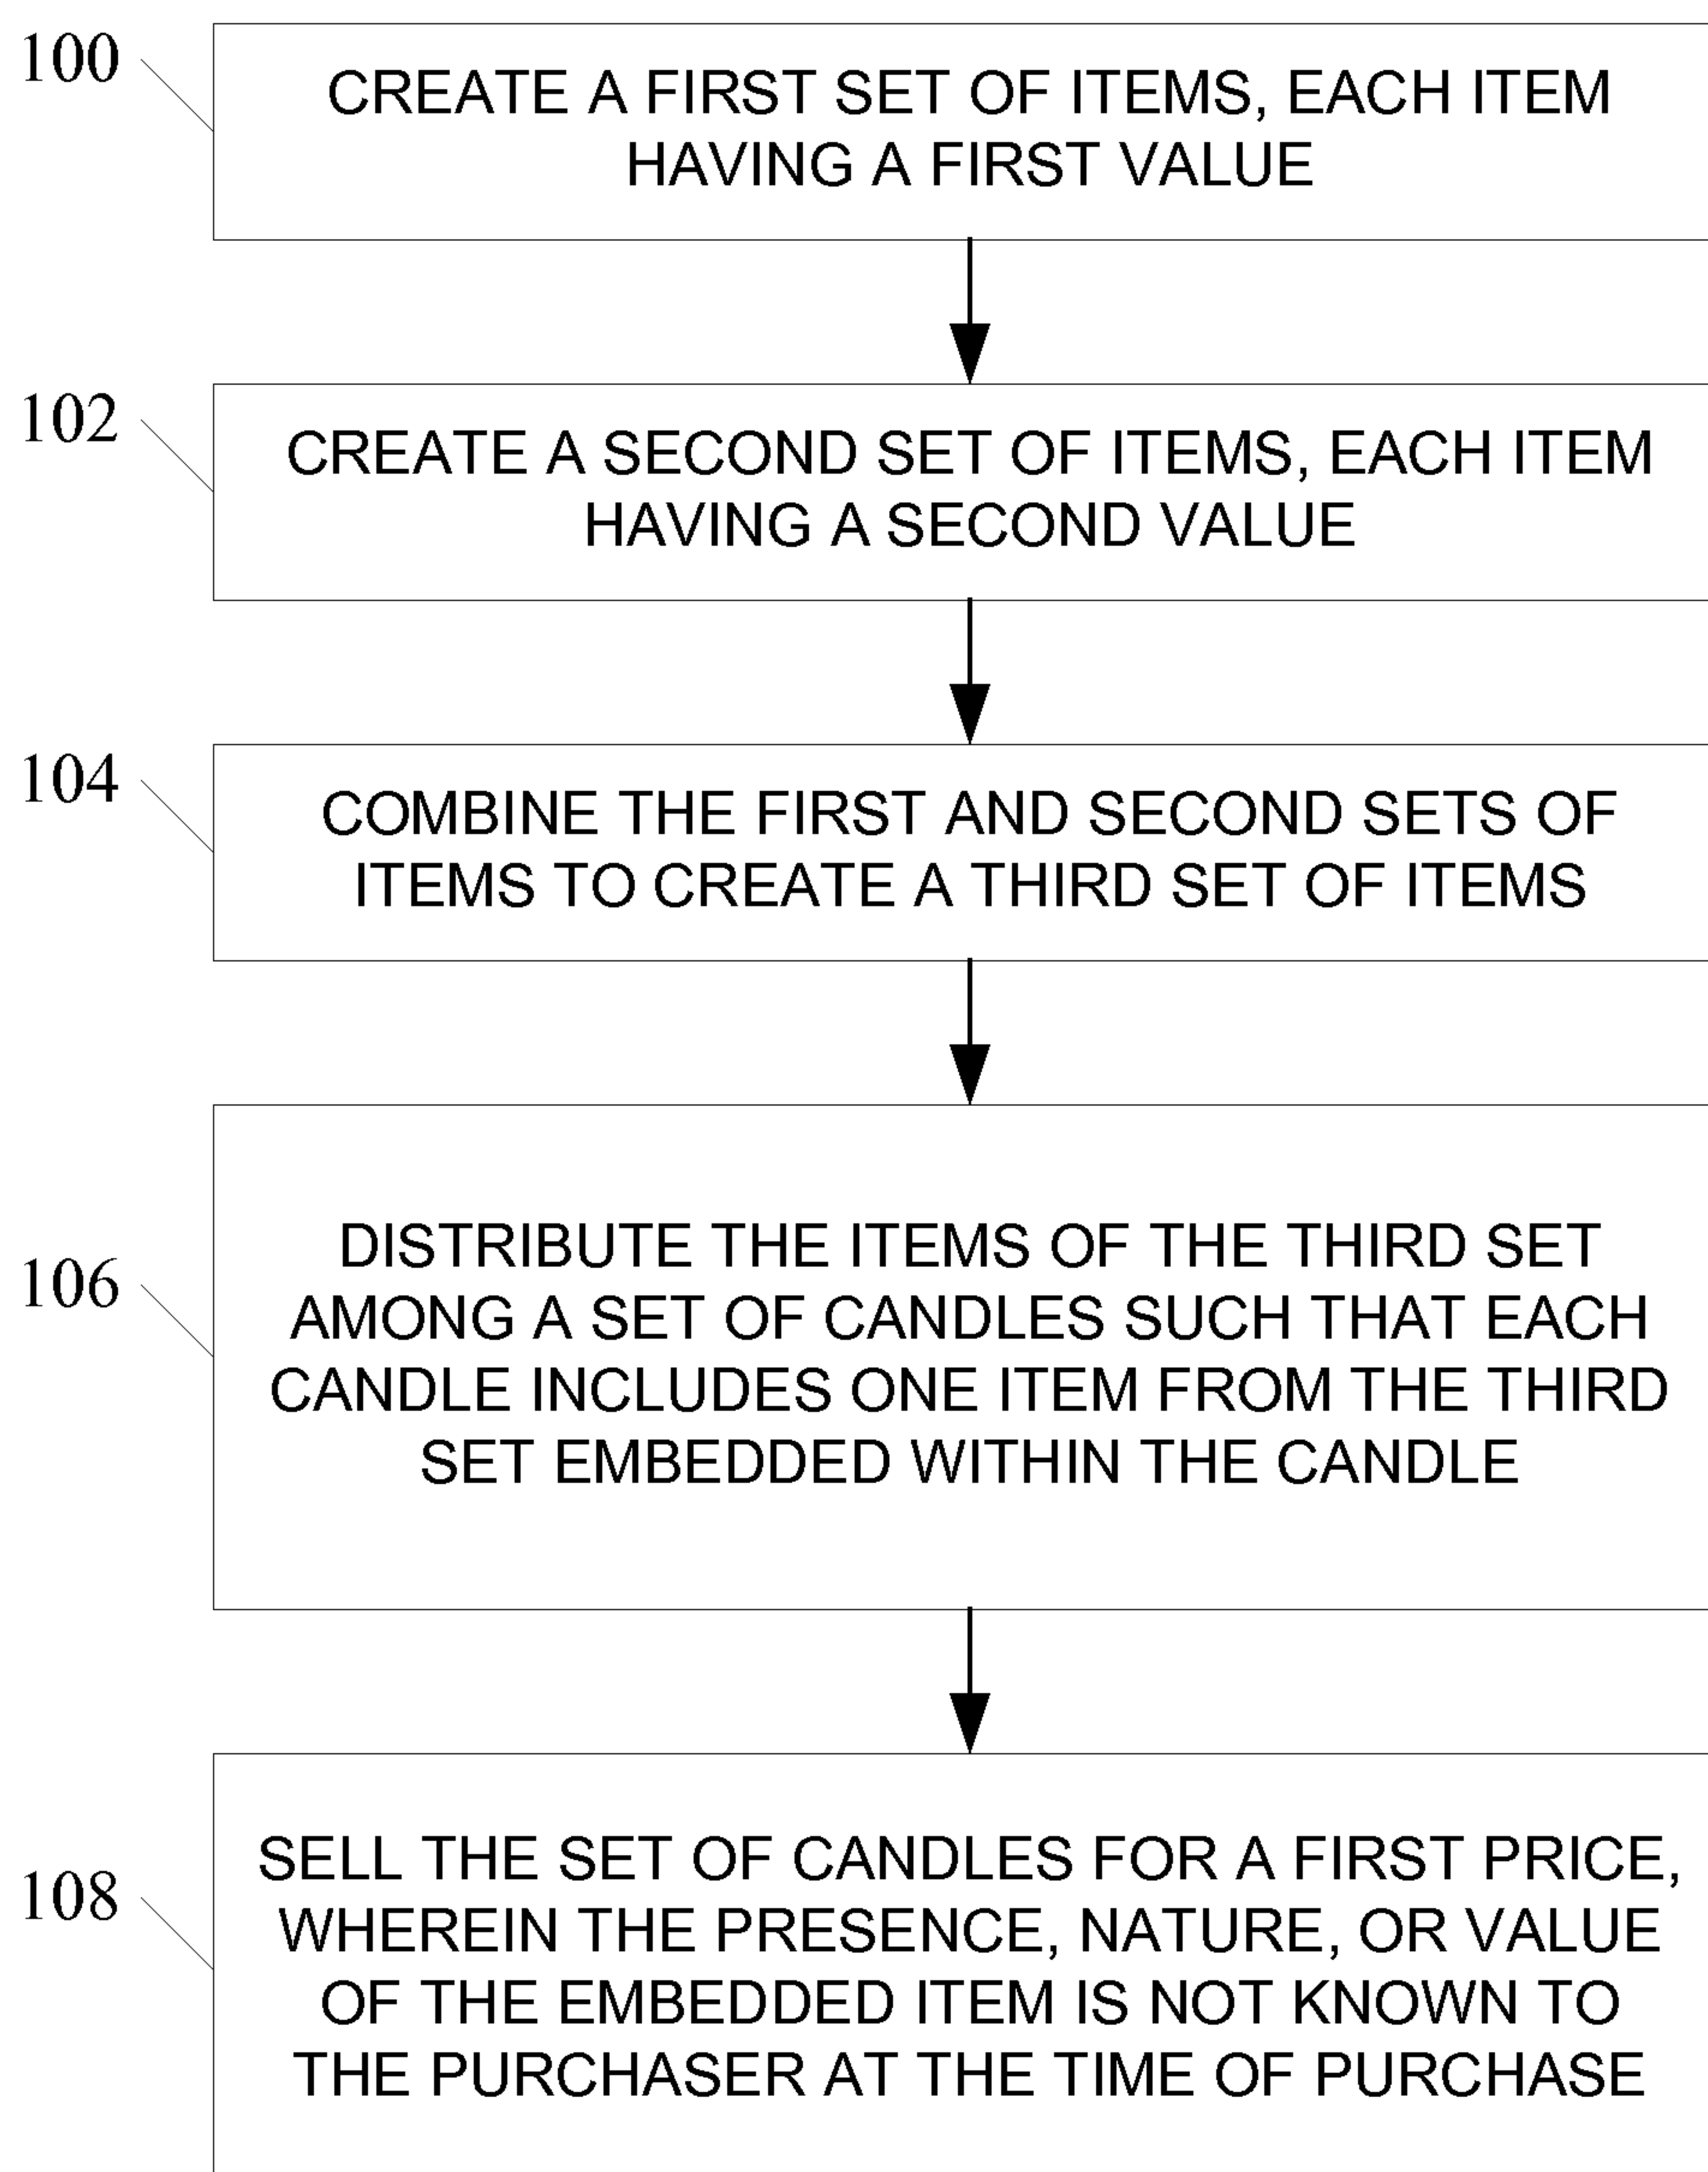 100
CREATE A FIRST SET OF ITEMS, EACH ITEM
HAVING A FIRST VALUE
102
CREATE A SECOND SET OF ITEMS, EACH ITEM
HAVING A SECOND VALUE
104
COMBINE THE FIRST AND SECOND SETS OF
ITEMS TO CREATE A THIRD SET OF ITEMS
106
DISTRIBUTE THE ITEMS OF THE THIRD SET
AMONG A SET OF CANDLES SUCH THAT EACH
CANDLE INCLUDES ONE ITEM FROM THE THIRD
SET EMBEDDED WITHIN THE CANDLE
108
SELL THE SET OF CANDLES FOR A FIRST PRICE,
WHEREIN THE PRESENCE, NATURE, OR VALUE
OF THE EMBEDDED ITEM IS NOT KNOWN TO
THE PURCHASER AT THE TIME OF PURCHASE